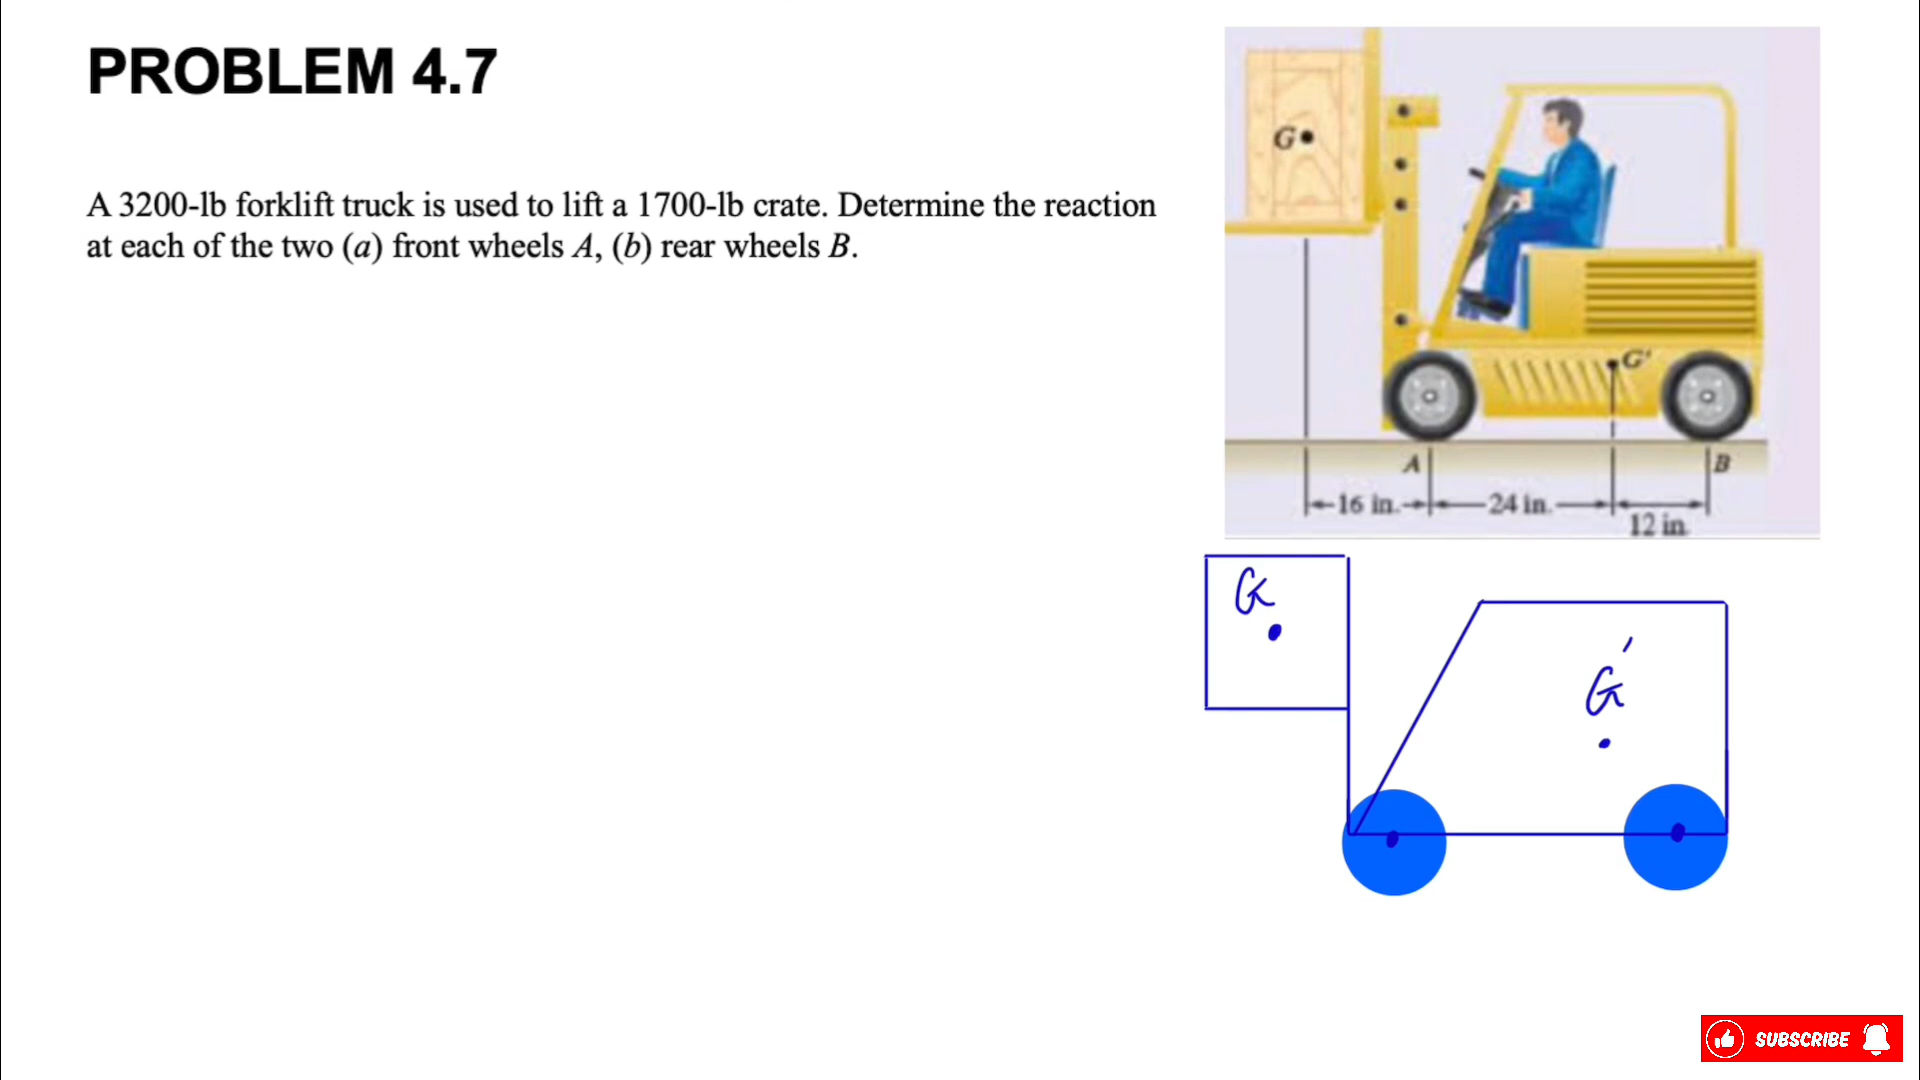 PROBLEM 4.7
A 3200-lb forklift truck is used to lift a 1700-lb crate. Determine the reaction
at each of the two (a) front wheels A, (b) rear wheels B.
G
G'
A
B
16 in.
24 in.
12 in
G
G'
SUBSCRIBE